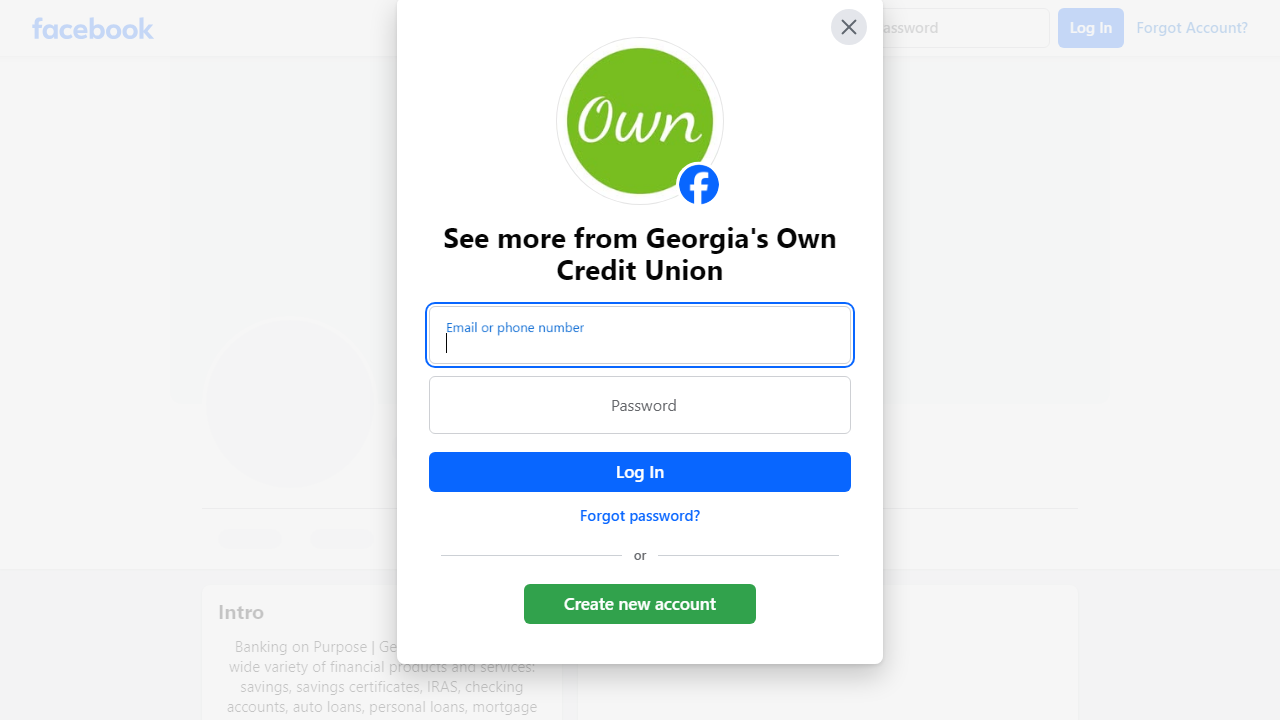 facebook
assword
Log In
Forgot Account?
Own
See more from Georgia's Own
Credit Union
Email or phone number
Password
Log In
Forgot password?
or
Create new account
Intro
Banking on Purpose | Ge
wide variety of financial products and services:
savings, savings certificates, IRAS, checking
accounts, auto loans, personal loans, mortgage